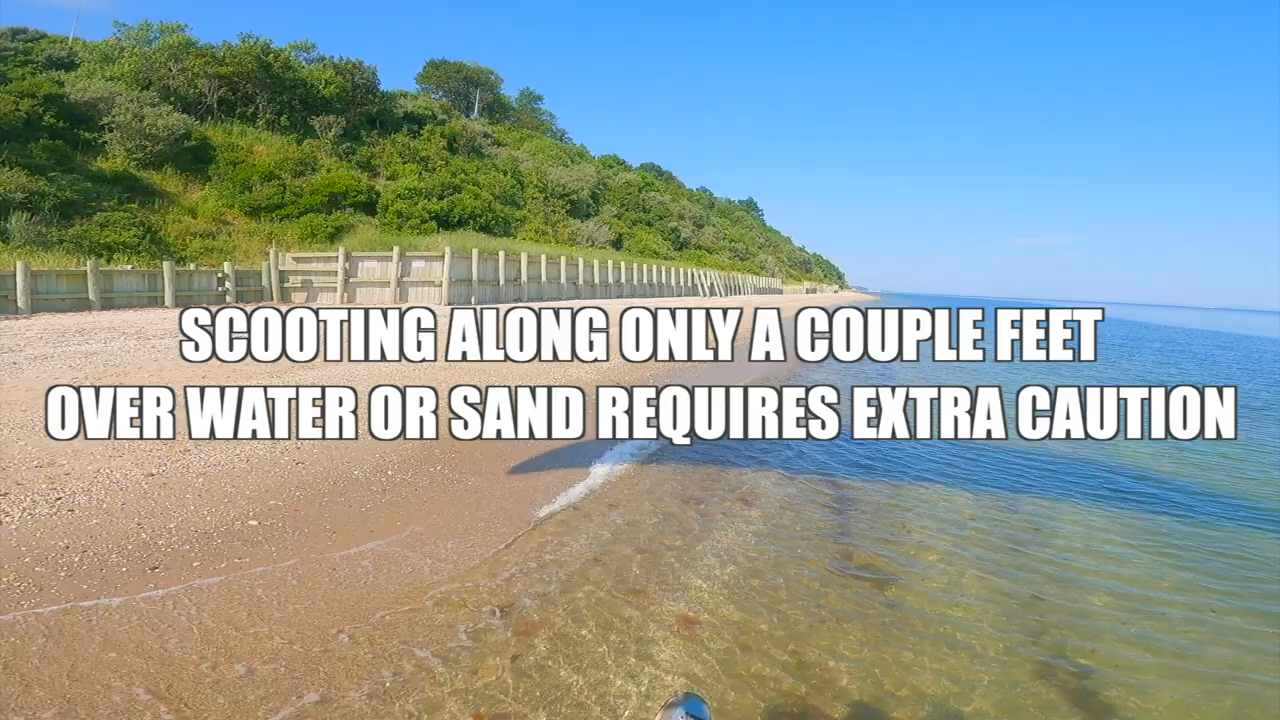 SCOOTING ALONG ONLY A COUPLE FEET
OVER WATER OR SAND REQUIRES EXTRA CAUTION